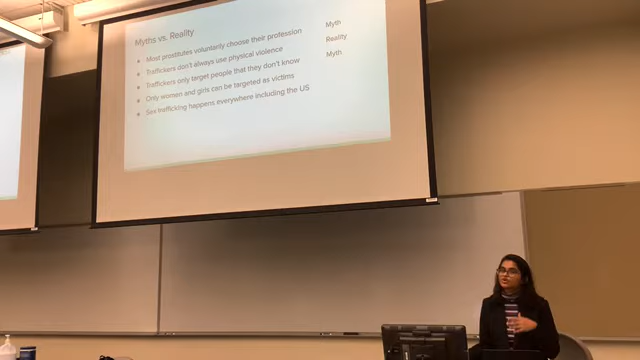 Myths vs. Reality
● Most prostitutes voluntarily choose their profession Myth
● Traffickers don't always use physical violence Reality
● Traffickers only target people that they don't know Myth
● Only women and girls can be targeted as victims
● Sex trafficking happens everywhere including the US